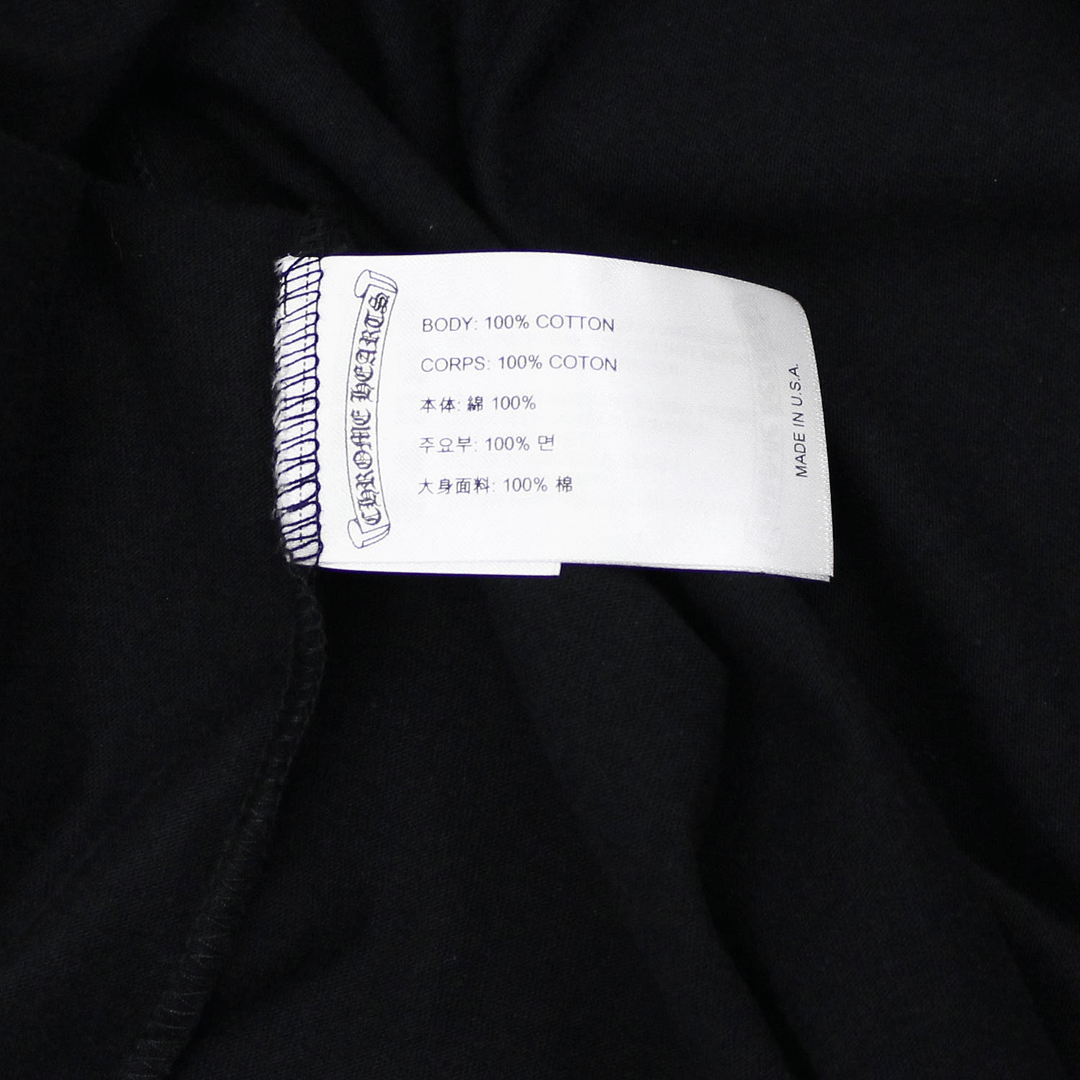 CHROME HEARTS
BODY: 100% COTTON
CORPS: 100% COTON
本体: 綿 100%
주요부: 100% 면
大身面料: 100% 棉
MADE IN U.S.A.